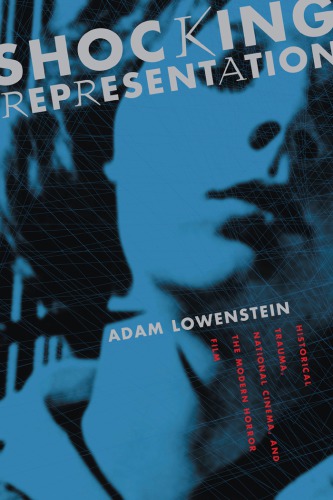 SHOCKING
REPRESENTATION
ADAM LOWENSTEIN
HISTORICAL
TRAUMA,
NATIONAL CINEMA, AND
THE MODERN HORROR
FILM